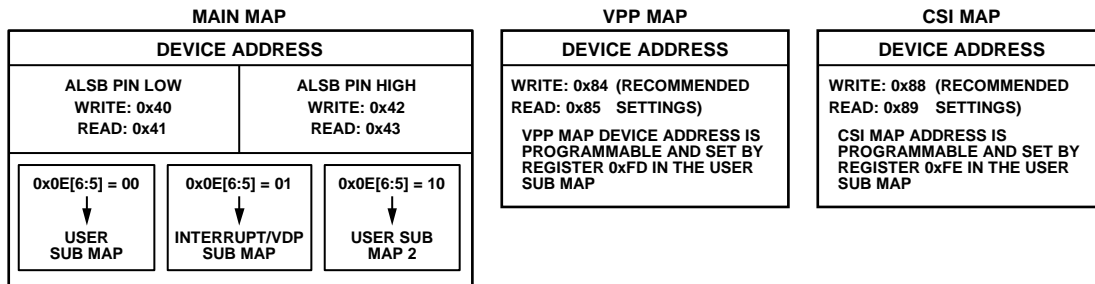 MAIN MAP
DEVICE ADDRESS
ALSB PIN LOW
WRITE: 0x40
READ: 0x41
ALSB PIN HIGH
WRITE: 0x42
READ: 0x43
0x0E[6:5] = 00
USER
SUB MAP
0x0E[6:5] = 01
INTERRUPT/VDP
SUB MAP
0x0E[6:5] = 10
USER SUB
MAP 2
VPP MAP
DEVICE ADDRESS
WRITE: 0x84 (RECOMMENDED
READ: 0x85 SETTINGS)
VPP MAP DEVICE ADDRESS IS
PROGRAMMABLE AND SET BY
REGISTER 0xFD IN THE USER
SUB MAP
CSI MAP
DEVICE ADDRESS
WRITE: 0x88 (RECOMMENDED
READ: 0x89 SETTINGS)
CSI MAP ADDRESS IS
PROGRAMMABLE AND SET BY
REGISTER 0xFE IN THE USER
SUB MAP